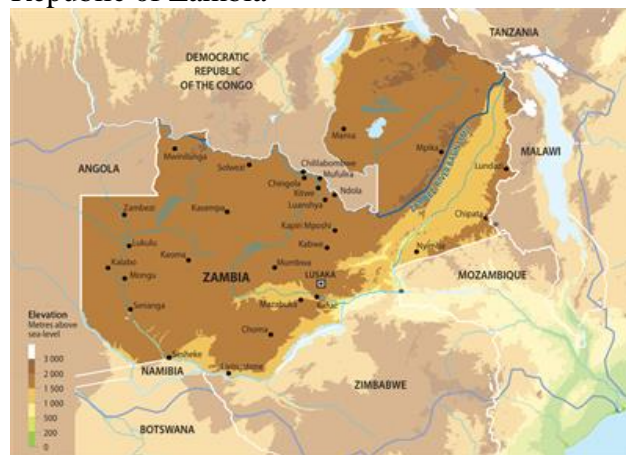 Republic of Zambia
TANZANIA
DEMOCRATIC
REPUBLIC
OF THE CONGO
Mansa
Mpika
MALAWI
Mwinilunga
Solwezi
Chililabombwe
Mufulira
Chingola
Kitwe
Ndola
Luanshya
Lundazi
ANGOLA
Zambezi
Kasempa
Chipata
Kapiri Mposhi
Lukulu
Kabwe
Nyimba
Kaoma
Kalabo
Mongu
ZAMBIA
Mumbwa
LUSAKA
MOZAMBIQUE
Mazabuka
Kafue
Senanga
Choma
Elevation
Metres above
sea-level
3 000
2 000
1 500
1 000
500
200
0
Sesheke
NAMIBIA
ZIMBABWE
BOTSWANA